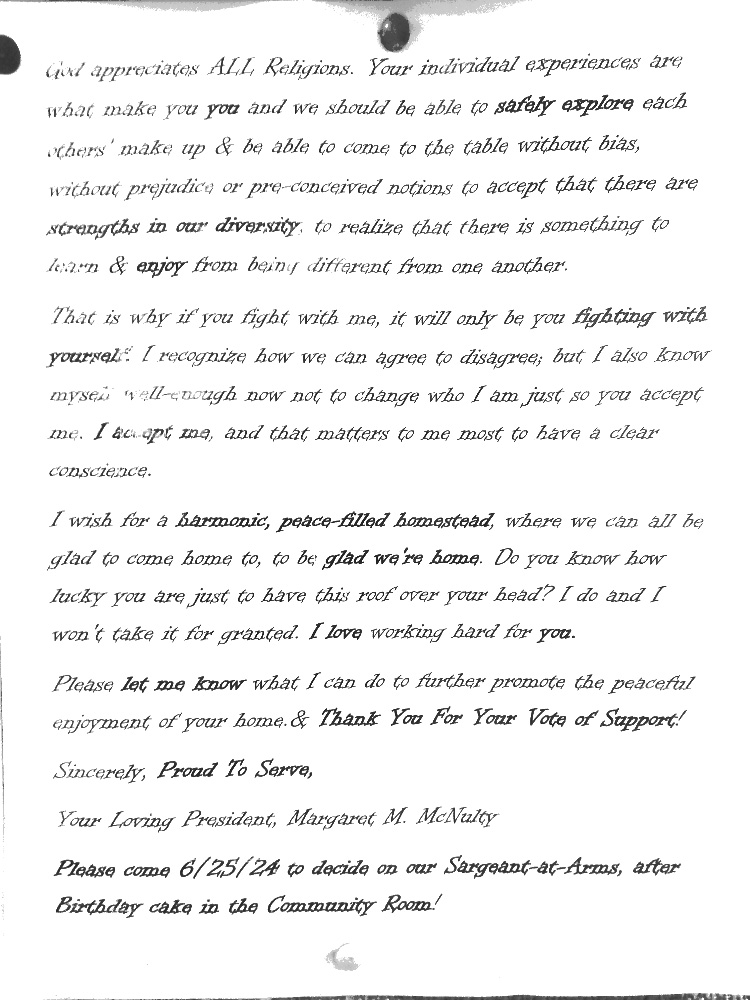 God appreciates ALL Religions. Your individual experiences are
what make you you and we should be able to safely explore each
others' make up & be able to come to the table without bias,
without prejudice or pre-conceived notions to accept that there are
strengths in our diversity, to realize that there is something to
learn & enjoy from being different from one another.
That is why if you fight with me, it will only be you fighting with
yourself. I recognize how we can agree to disagree; but I also know
myself well-enough now not to change who I am just so you accept
me. I accept me, and that matters to me most to have a clear
conscience.
I wish for a harmonic, peace-filled homestead, where we can all be
glad to come home to, to be glad we're home. Do you know how
lucky you are just to have this roof over your head? I do and I
won't take it for granted. I love working hard for you.
Please let me know what I can do to further promote the peaceful
enjoyment of your home.& Thank You For Your Vote of Support!
Sincerely, Proud To Serve,
Your Loving President, Margaret M. McNulty
Please come 6/25/24 to decide on our Sargeant-at-Arms, after
Birthday cake in the Community Room!